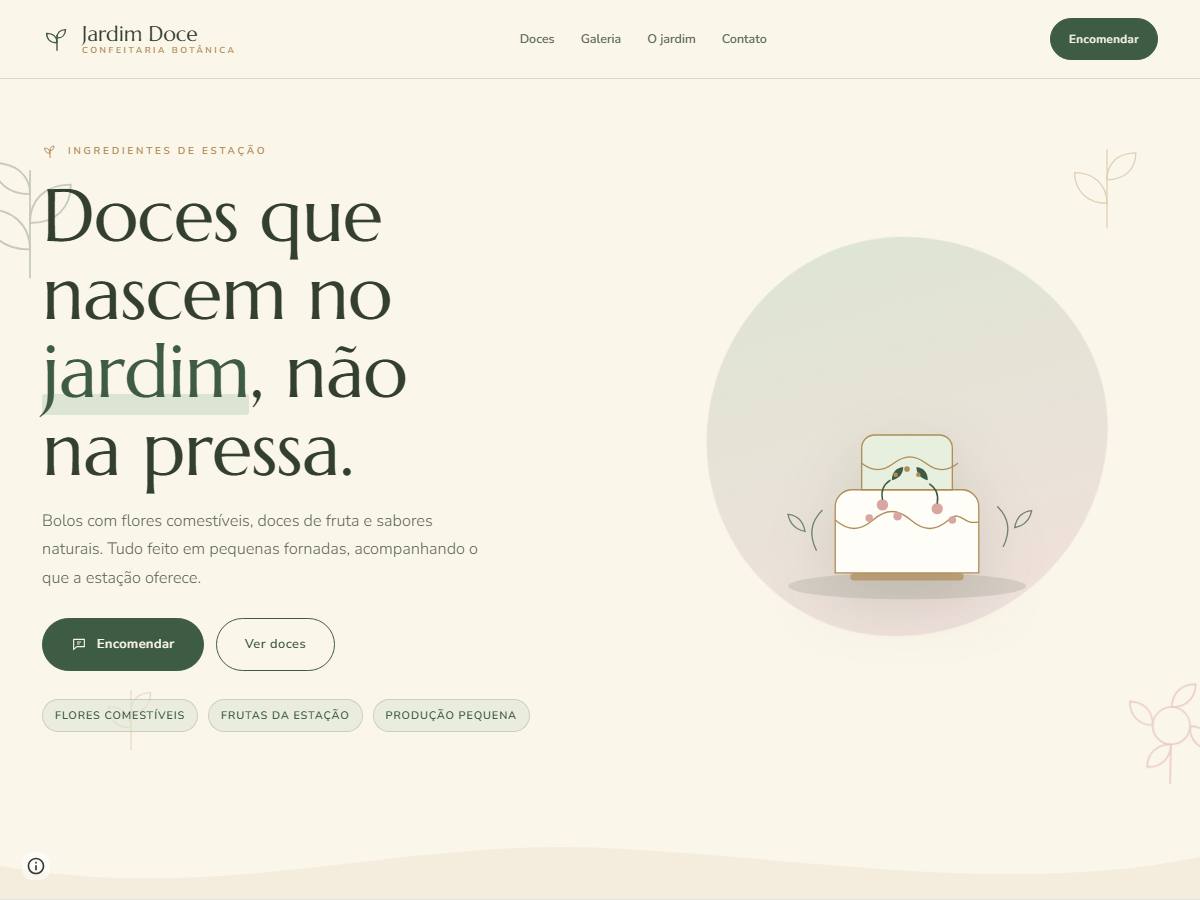 Jardim Doce
CONFEITARIA BOTÂNICA
Doces
Galeria
O jardim
Contato
Encomendar
INGREDIENTES DE ESTAÇÃO
Doces que
nascem no
jardim, não
na pressa.
Bolos com flores comestíveis, doces de fruta e sabores
naturais. Tudo feito em pequenas fornadas, acompanhando o
que a estação oferece.
Encomendar
Ver doces
FLORES COMESTÍVEIS
FRUTAS DA ESTAÇÃO
PRODUÇÃO PEQUENA